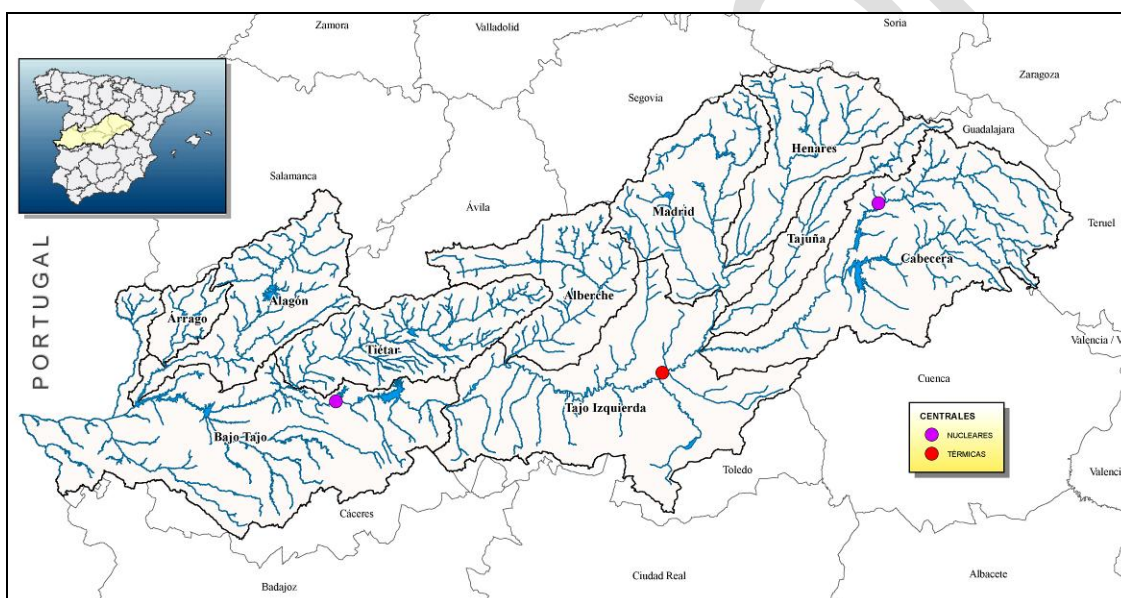 Zamora
Valladolid
Soria
Zaragoza
Segovia
Guadalajara
Henares
Salamanca
Ávila
Madrid
Teruel
Tajuña
PORTUGAL
Cabecera
Alagón
Alberche
Árrago
Valencia / V
Tiétar
Cuenca
Tajo Izquierda
CENTRALES
NUCLEARES
TÉRMICAS
Bajo Tajo
Toledo
Valenci
Cáceres
Badajoz
Ciudad Real
Albacete